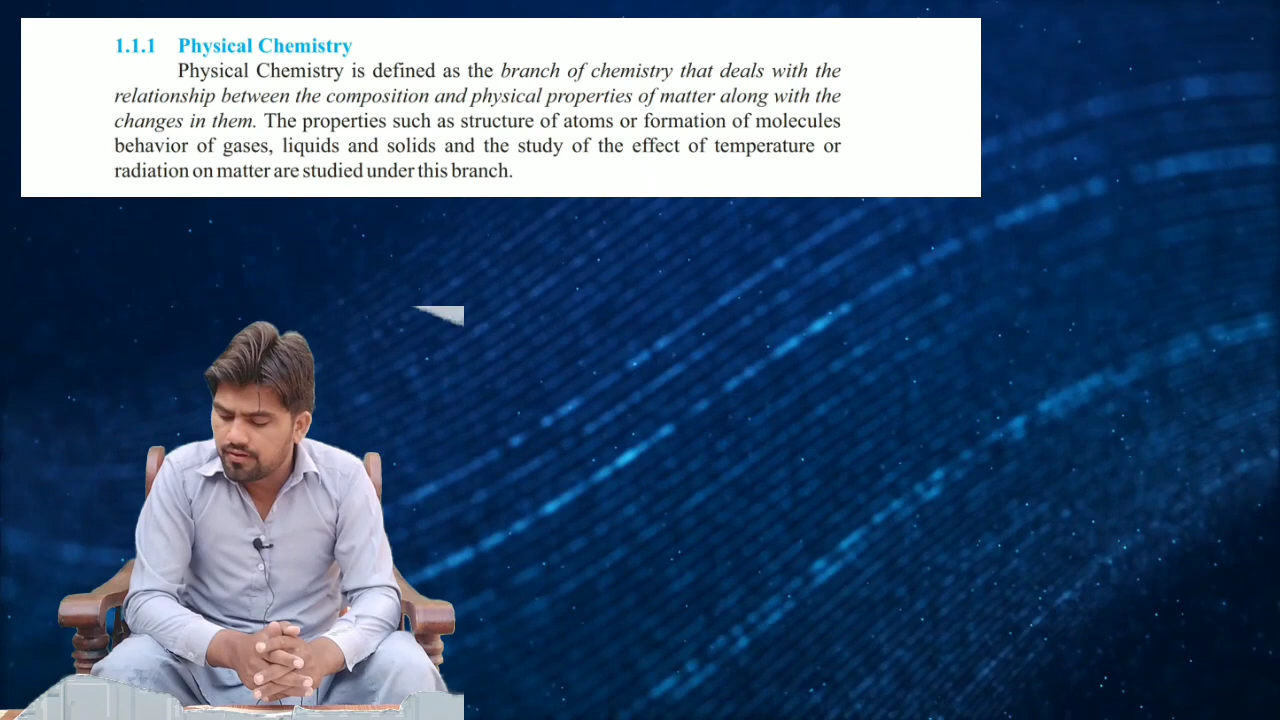 1.1.1 Physical Chemistry
Physical Chemistry is defined as the branch of chemistry that deals with the
relationship between the composition and physical properties of matter along with the
changes in them. The properties such as structure of atoms or formation of molecules
behavior of gases, liquids and solids and the study of the effect of temperature or
radiation on matter are studied under this branch.